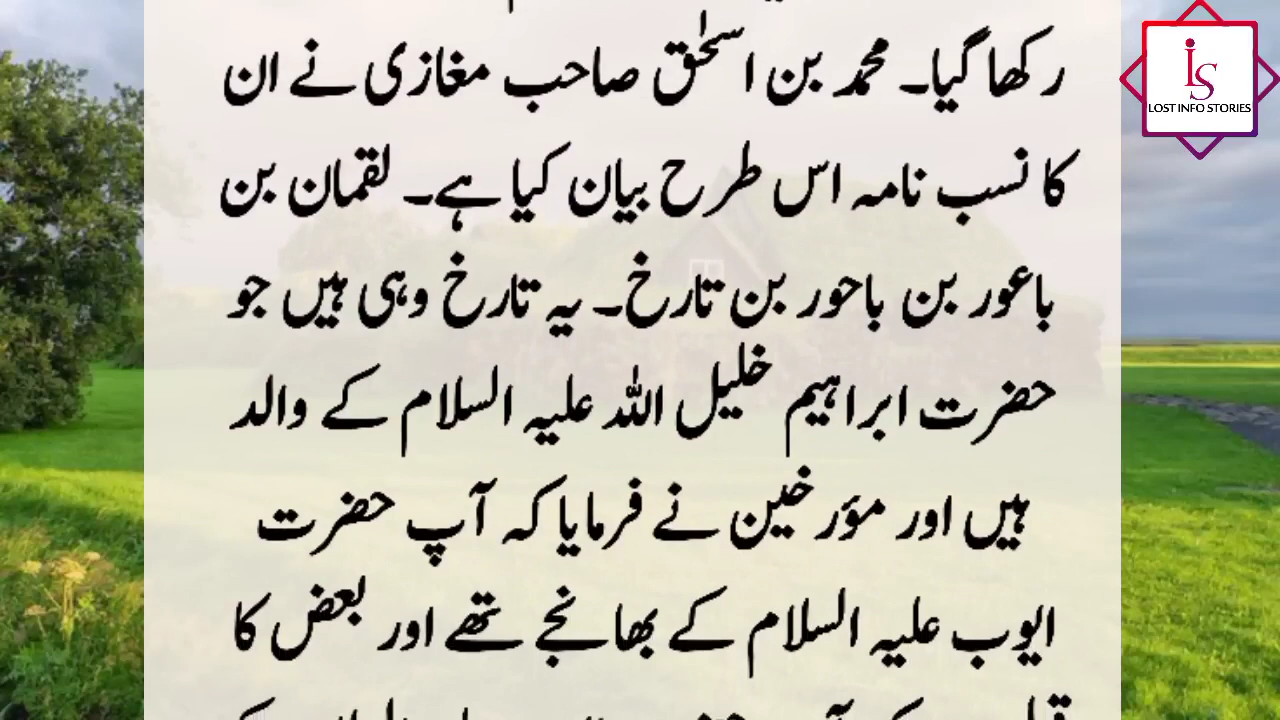 رکھا گیا۔ محمد بن اسحٰق صاحب مغازی نے ان
کا نسب نامہ اس طرح بیان کیا ہے۔ لقمان بن
باعور بن باحور بن تارخ۔ یہ تارخ وہی ہیں جو
حضرت ابراہیم خلیل اللہ علیہ السلام کے والد
ہیں اور مؤرخین نے فرمایا کہ آپ حضرت
ایوب علیہ السلام کے بھانجے تھے اور بعض کا
LS
LOST INFO STORIES